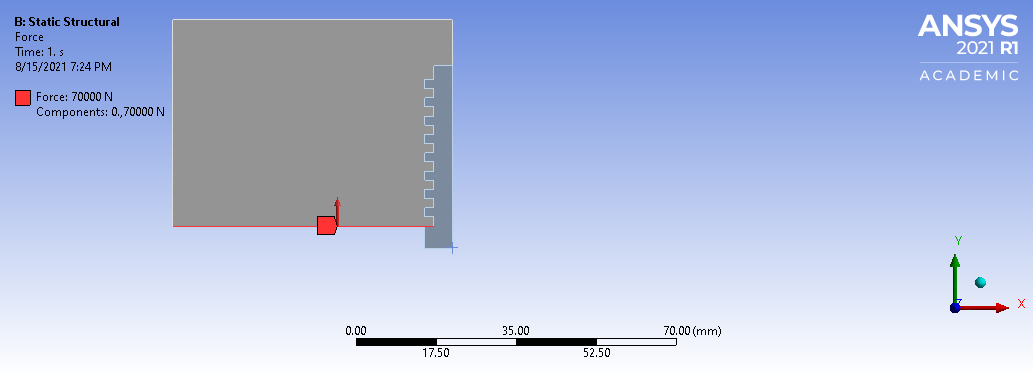 B: Static Structural
Force
Time: 1. s
8/15/2021 7:24 PM
Force: 70000 N
Components: 0.,70000 N
ANSYS
2021 R1
ACADEMIC
Y
Z
X
0.00 35.00 70.00 (mm)
17.50 52.50